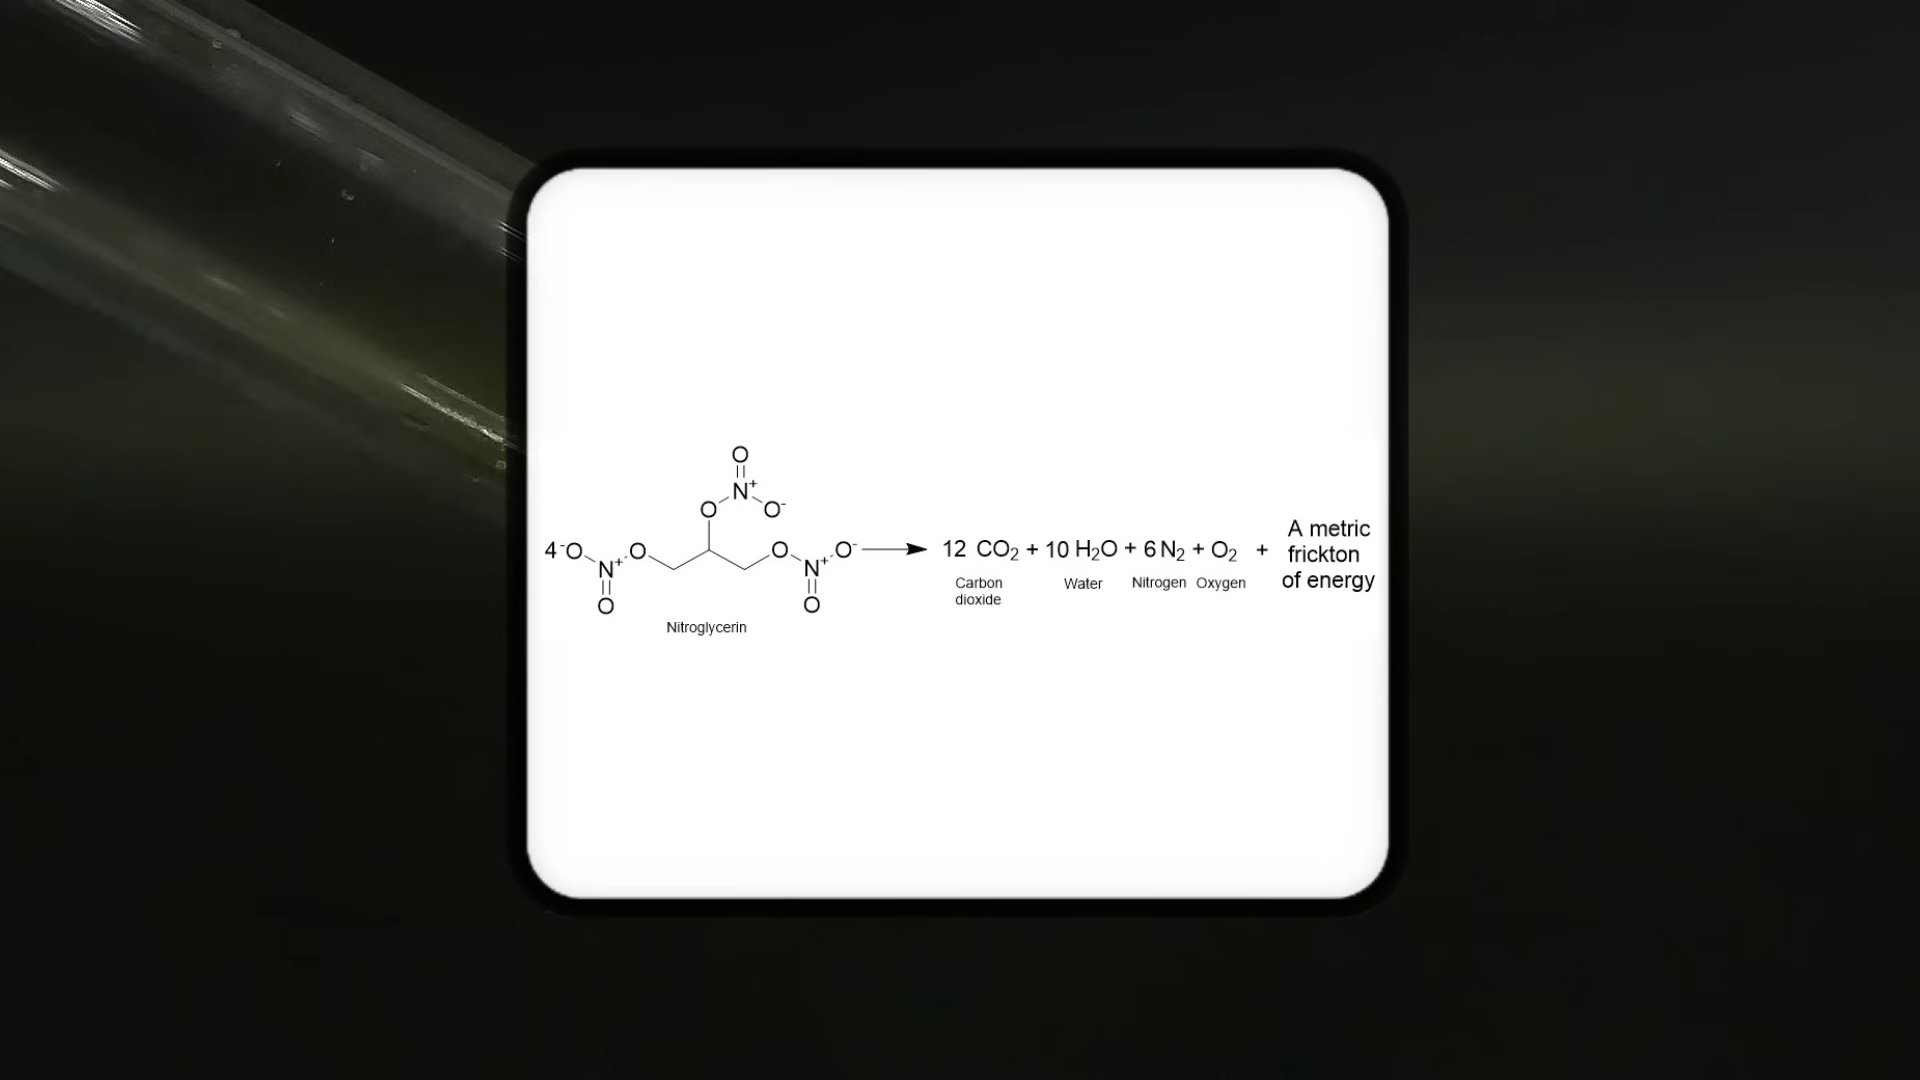 O
N+
O O-
4 -O O O O- 12 CO2 + 10 H2O + 6 N2 + O2 + A metric
frickton
of energy
N+ N+
O O
Carbon
dioxide
Water
Nitrogen
Oxygen
Nitroglycerin